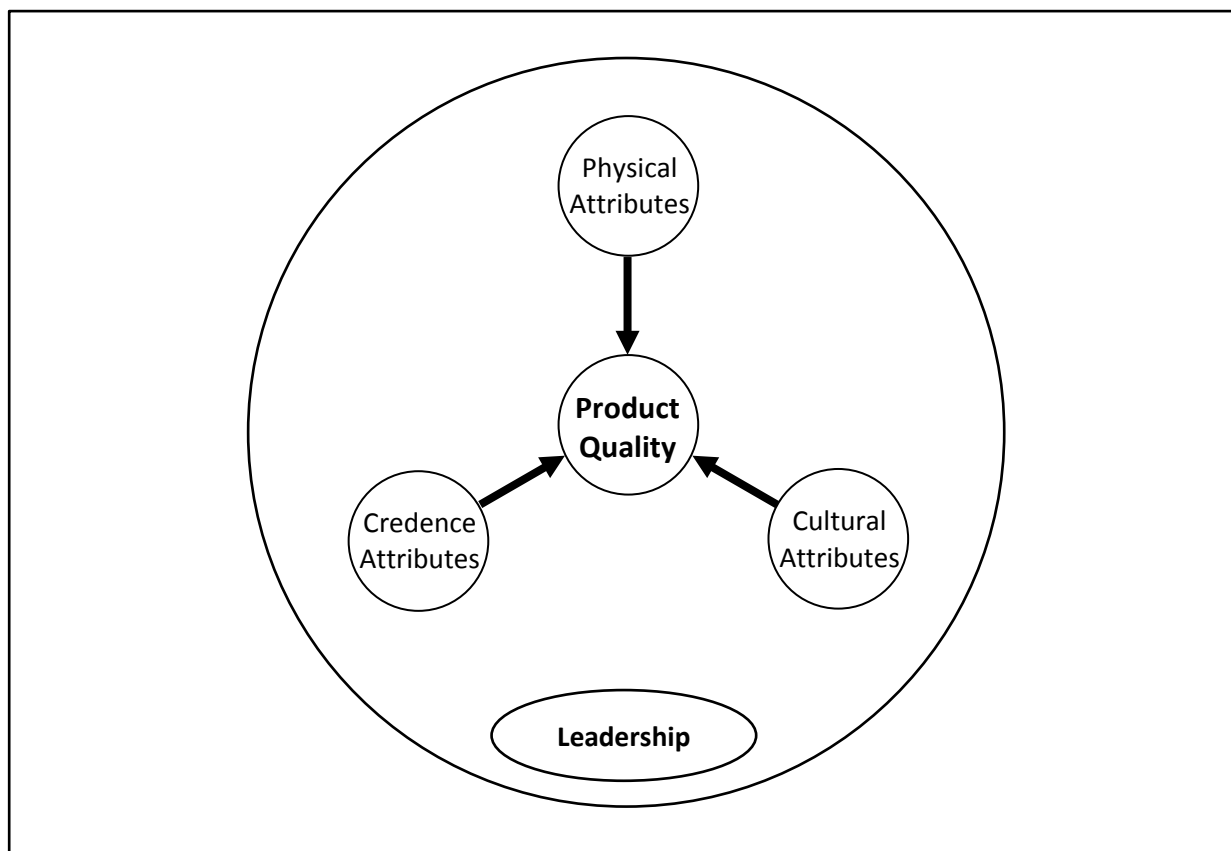 Physical
Attributes
Product
Quality
Credence
Attributes
Cultural
Attributes
Leadership